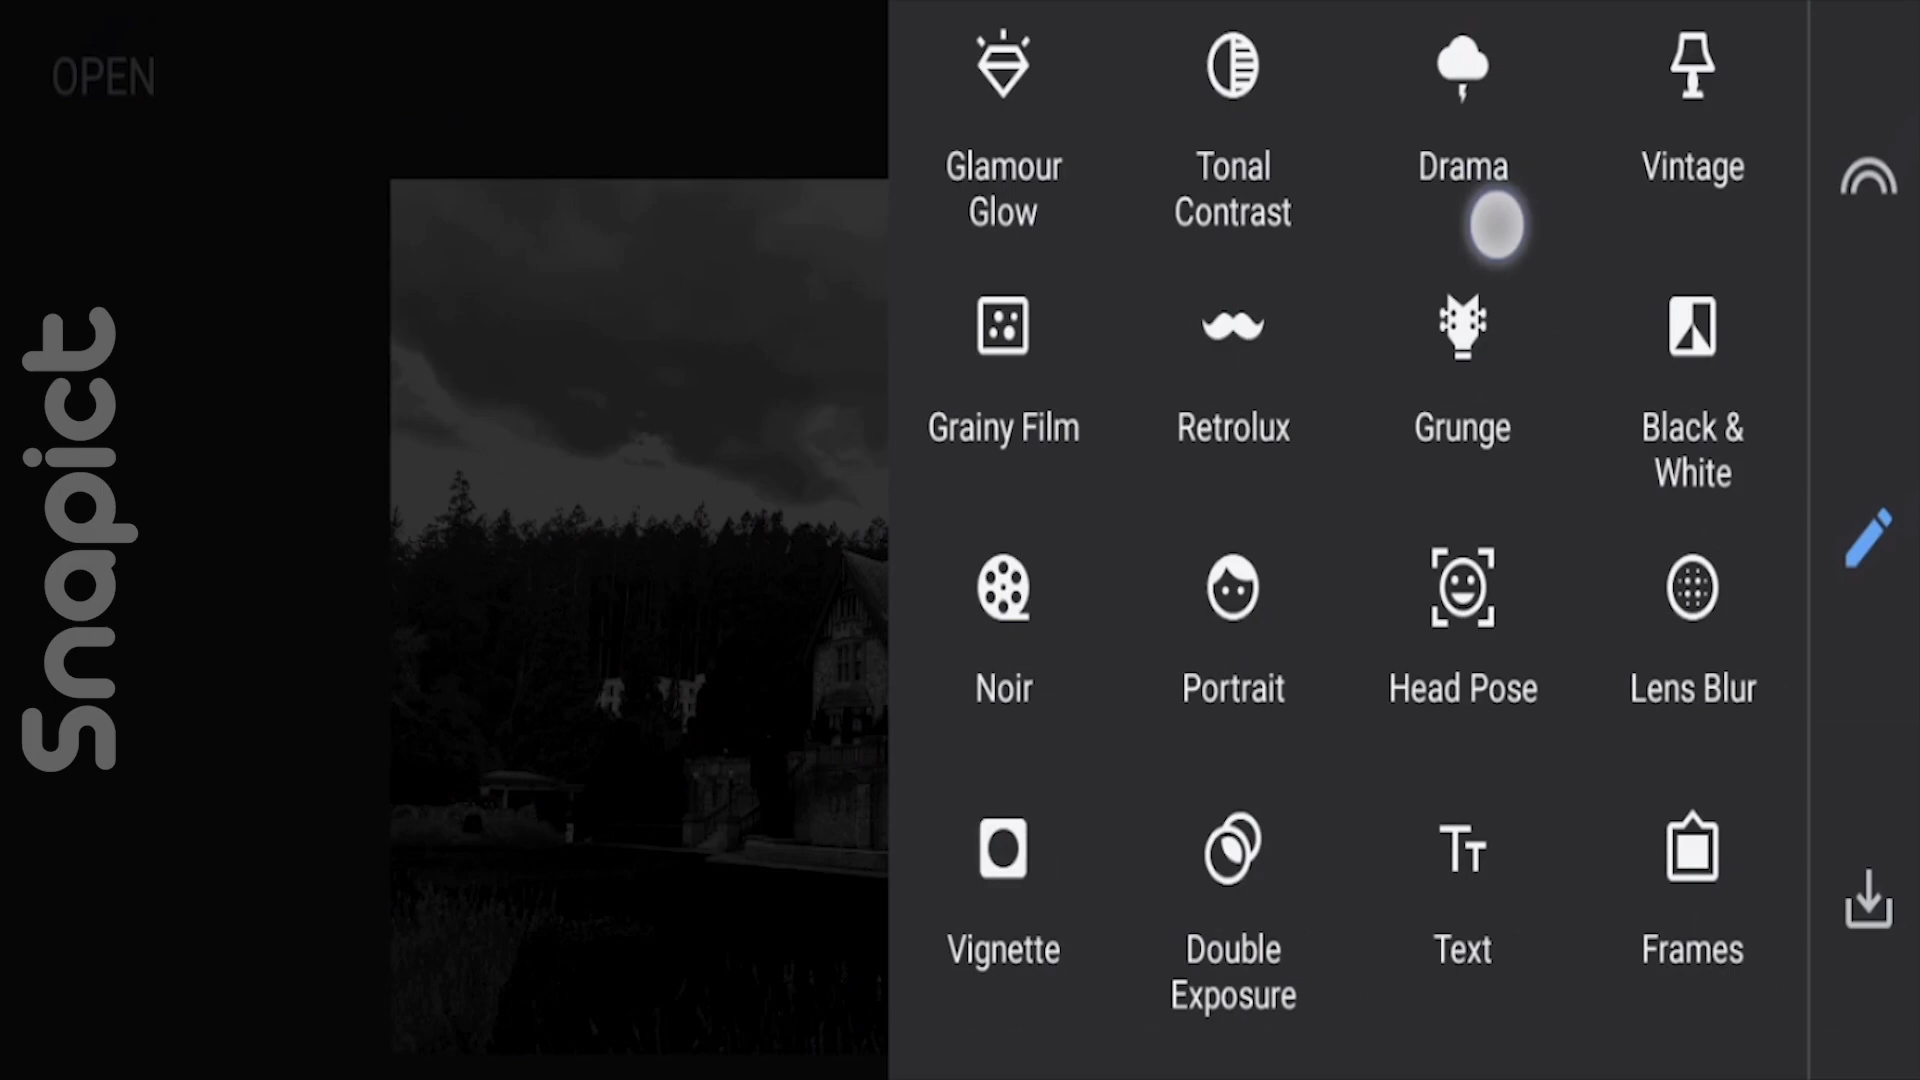 OPEN
Snapict
Glamour
Glow
Tonal
Contrast
Drama
Vintage
Grainy Film
Retrolux
Grunge
Black &
White
Noir
Portrait
Head Pose
Lens Blur
Vignette
Double
Exposure
Text
Frames